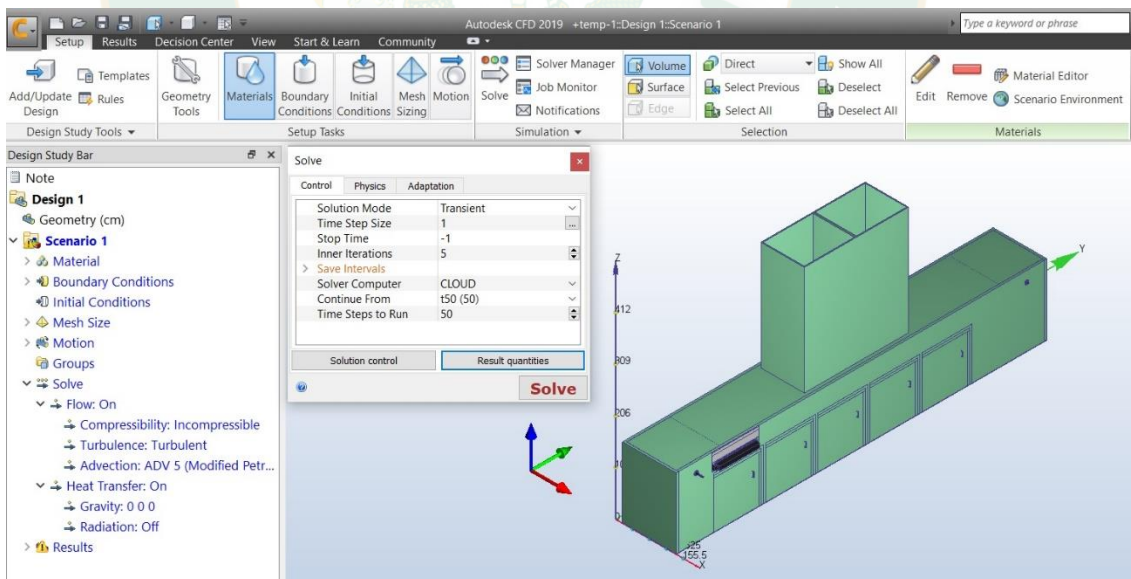 Autodesk CFD 2019 +temp-1::Design 1::Scenario 1
Type a keyword or phrase
Setup Results Decision Center View Start & Learn Community
Add/Update Design
Templates
Rules
Geometry Tools
Materials
Boundary Conditions
Initial Conditions
Mesh Sizing
Motion
Solve
Solver Manager
Job Monitor
Notifications
Volume
Surface
Edge
Direct
Select Previous
Select All
Show All
Deselect
Deselect All
Edit
Remove
Material Editor
Scenario Environment
Design Study Tools
Setup Tasks
Simulation
Selection
Materials
Design Study Bar
Note
Design 1
Geometry (cm)
Scenario 1
Material
Boundary Conditions
Initial Conditions
Mesh Size
Motion
Groups
Solve
Flow: On
Compressibility: Incompressible
Turbulence: Turbulent
Advection: ADV 5 (Modified Petr...
Heat Transfer: On
Gravity: 0 0 0
Radiation: Off
Results
Solve
Control Physics Adaptation
Solution Mode Transient
Time Step Size 1 ...
Stop Time -1
Inner Iterations 5
Save Intervals
Solver Computer CLOUD
Continue From t50 (50)
Time Steps to Run 50
Solution control Result quantities
Solve
Z
Y
412
309
206
0
155.5
X